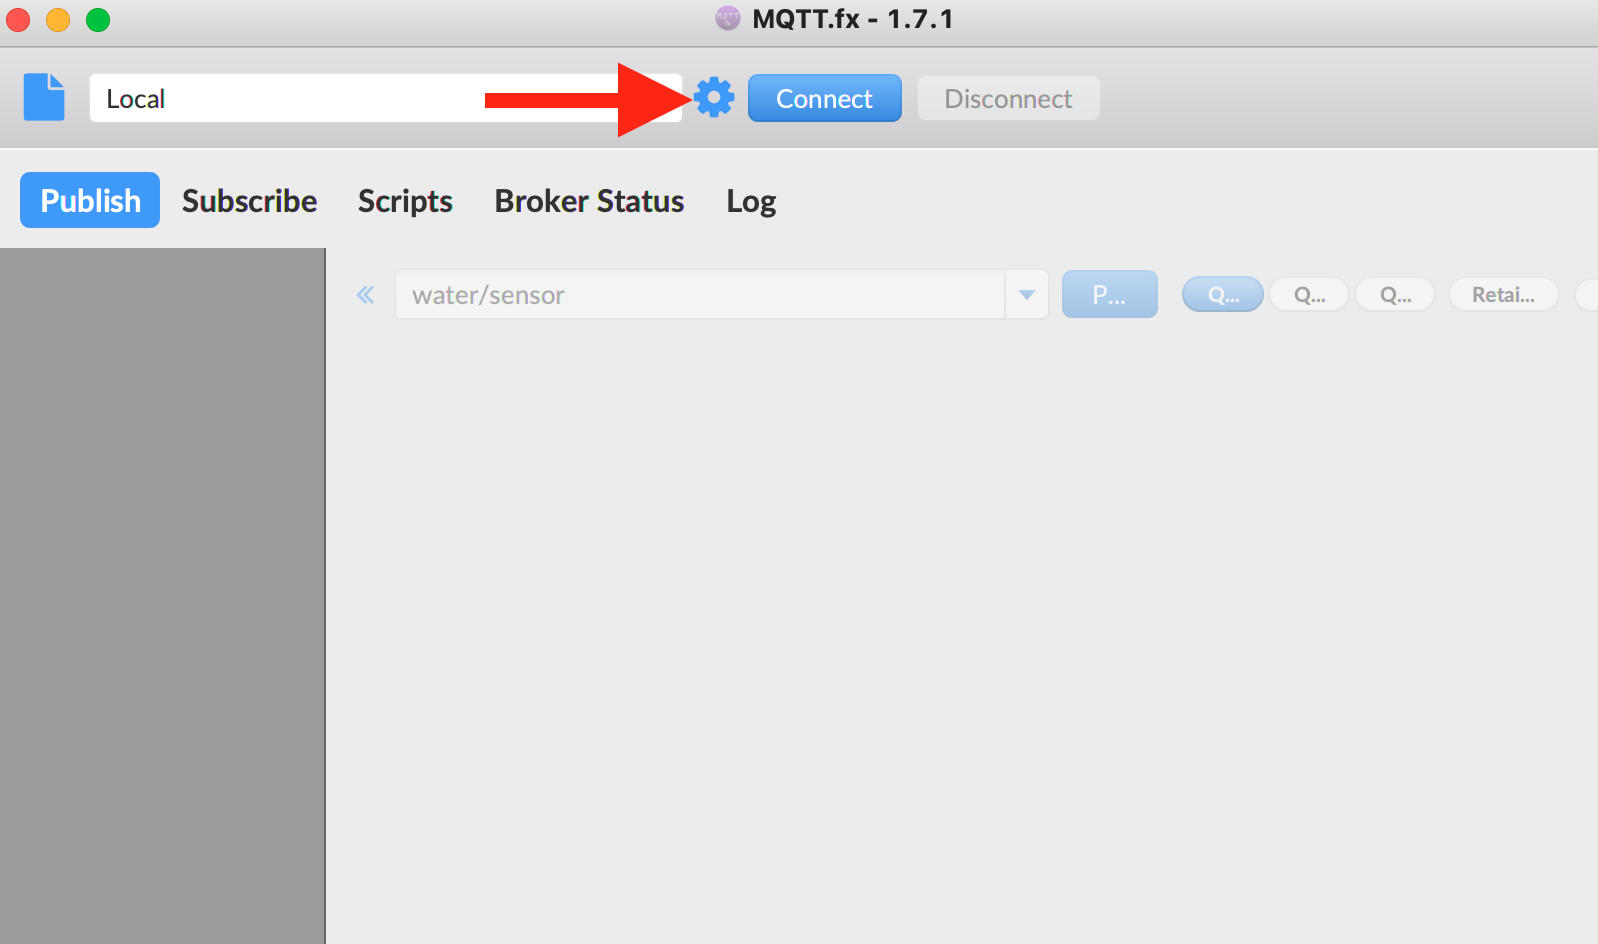 MQTT.fx - 1.7.1
Local
Connect
Disconnect
Publish
Subscribe
Scripts
Broker Status
Log
«
water/sensor
P...
Q...
Q...
Q...
Retai...